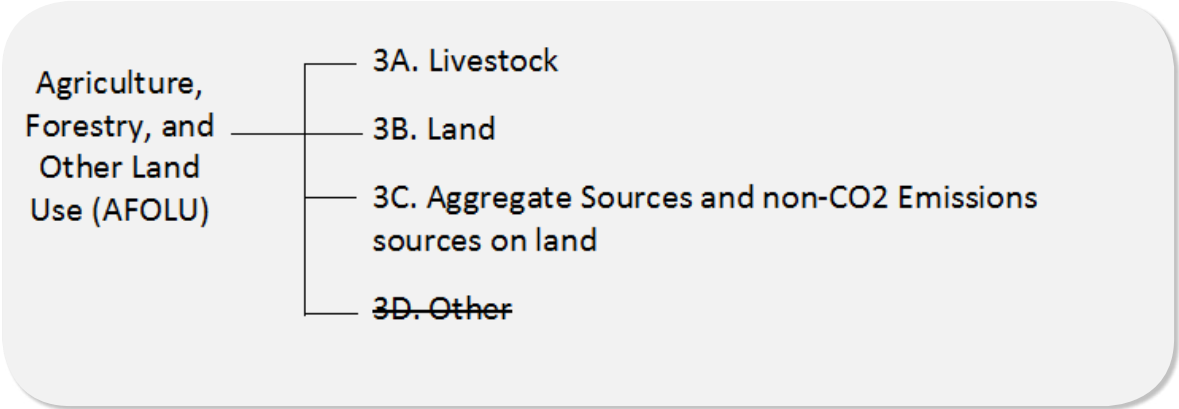 Agriculture,
Forestry, and
Other Land
Use (AFOLU)
3A. Livestock
3B. Land
3C. Aggregate Sources and non-CO2 Emissions
sources on land
3D. Other